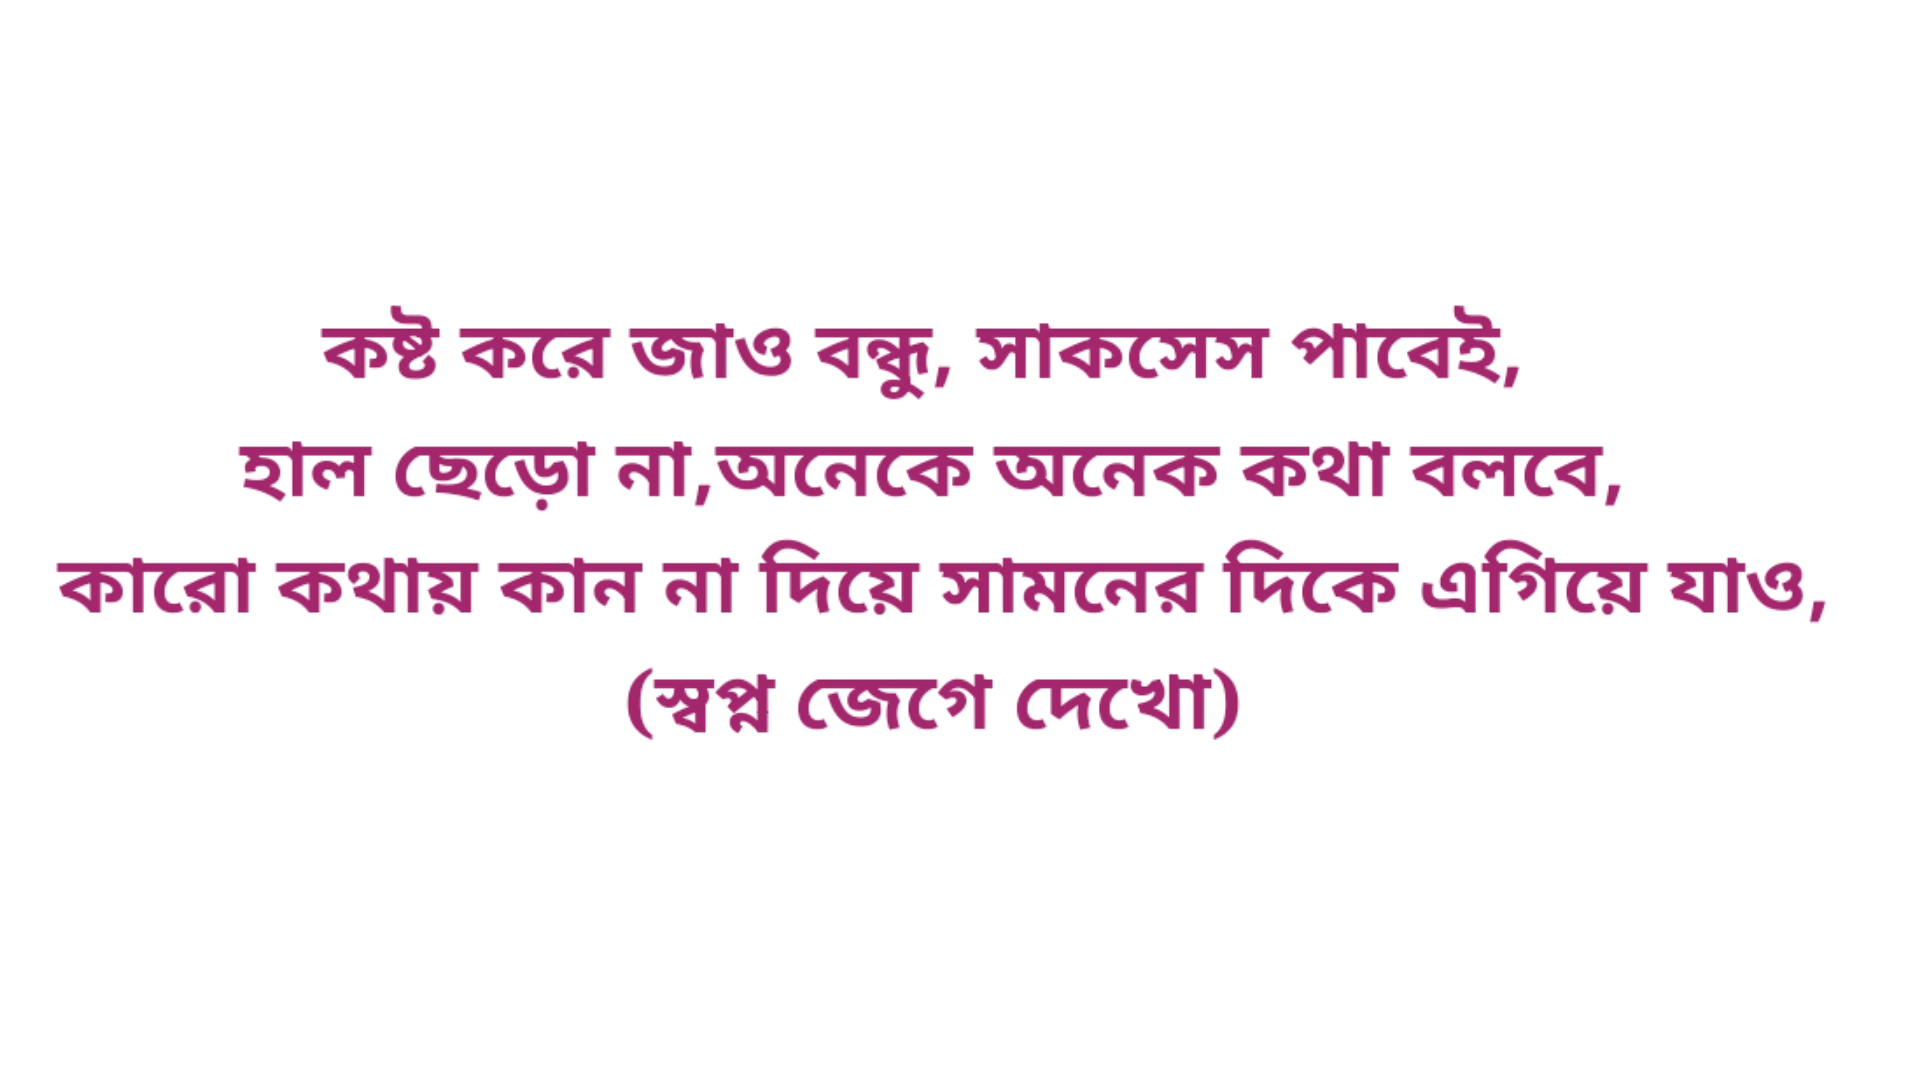 কষ্ট করে জাও বন্ধু, সাকসেস পাবেই,
হাল ছেড়ো না,অনেকে অনেক কথা বলবে,
কারো কথায় কান না দিয়ে সামনের দিকে এগিয়ে যাও,
(স্বপ্ন জেগে দেখো)